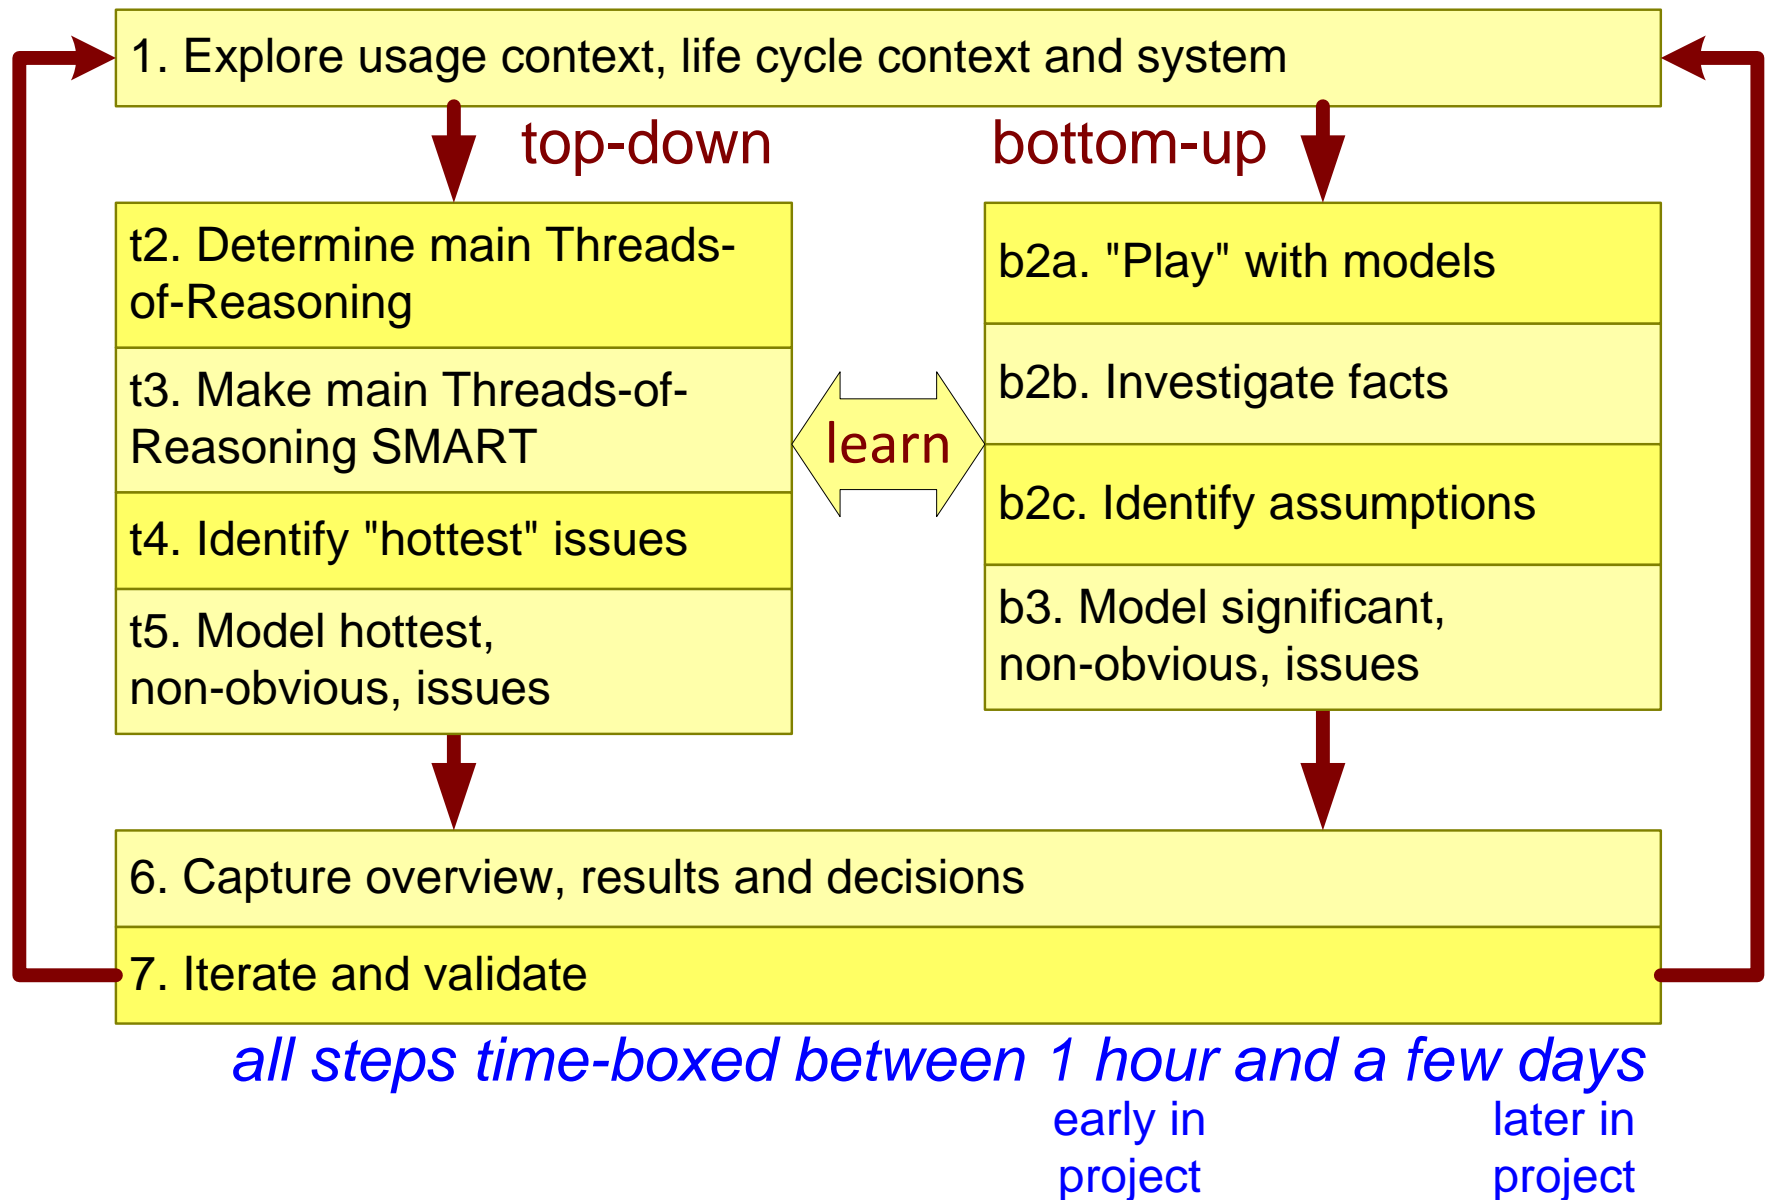 1. Explore usage context, life cycle context and system
top-down
bottom-up
t2. Determine main Threads-
of-Reasoning
t3. Make main Threads-of-
Reasoning SMART
t4. Identify "hottest" issues
t5. Model hottest,
non-obvious, issues
learn
b2a. "Play" with models
b2b. Investigate facts
b2c. Identify assumptions
b3. Model significant,
non-obvious, issues
6. Capture overview, results and decisions
7. Iterate and validate
all steps time-boxed between 1 hour and a few days
early in
project
later in
project